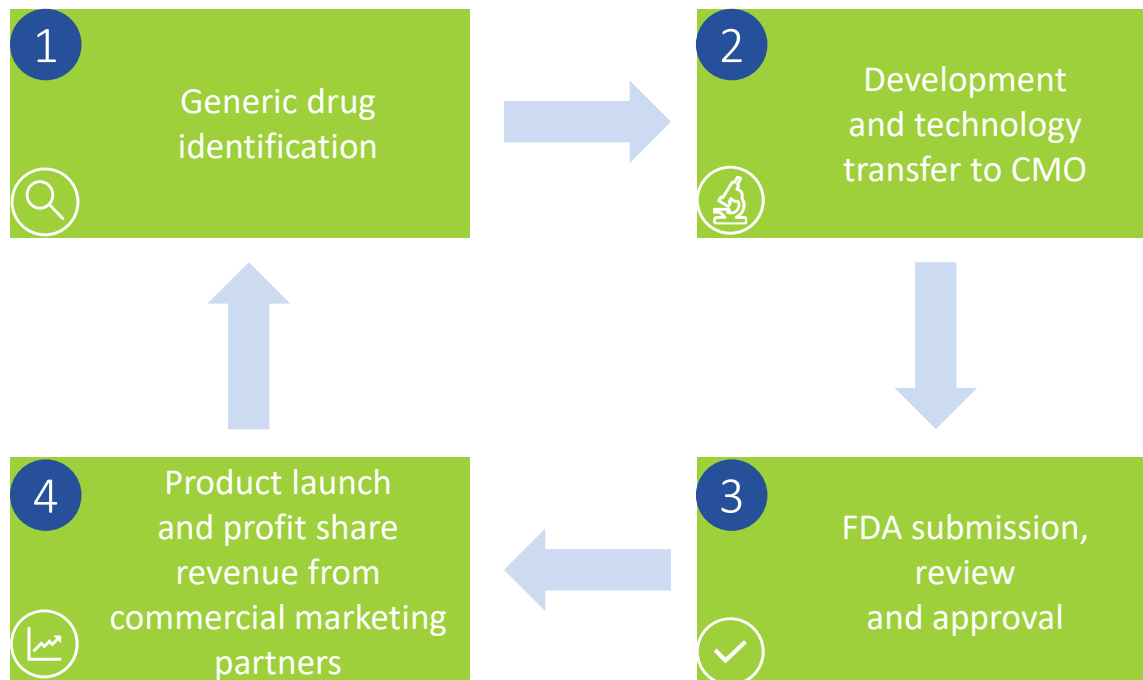 1
Generic drug
identification
2
Development
and technology
transfer to CMO
3
FDA submission,
review
and approval
4
Product launch
and profit share
revenue from
commercial marketing
partners